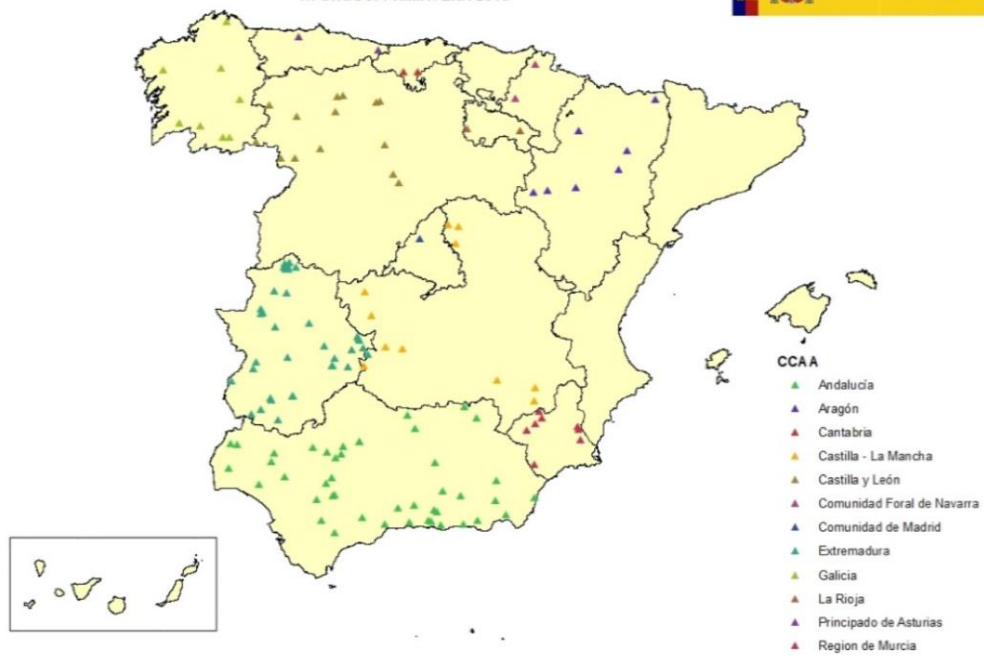 CCAA
Andalucía
Aragón
Cantabria
Castilla - La Mancha
Castilla y León
Comunidad Foral de Navarra
Comunidad de Madrid
Extremadura
Galicia
La Rioja
Principado de Asturias
Region de Murcia